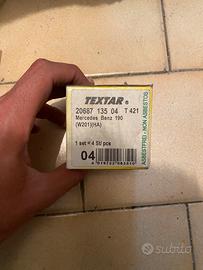 TEXTAR®
20687 135 04 T 421
Mercedes Benz 190
(W201)(HA)
1 set = 4 St/ pcs
04
ASBESTFREI - NON ASBESTOS
subito